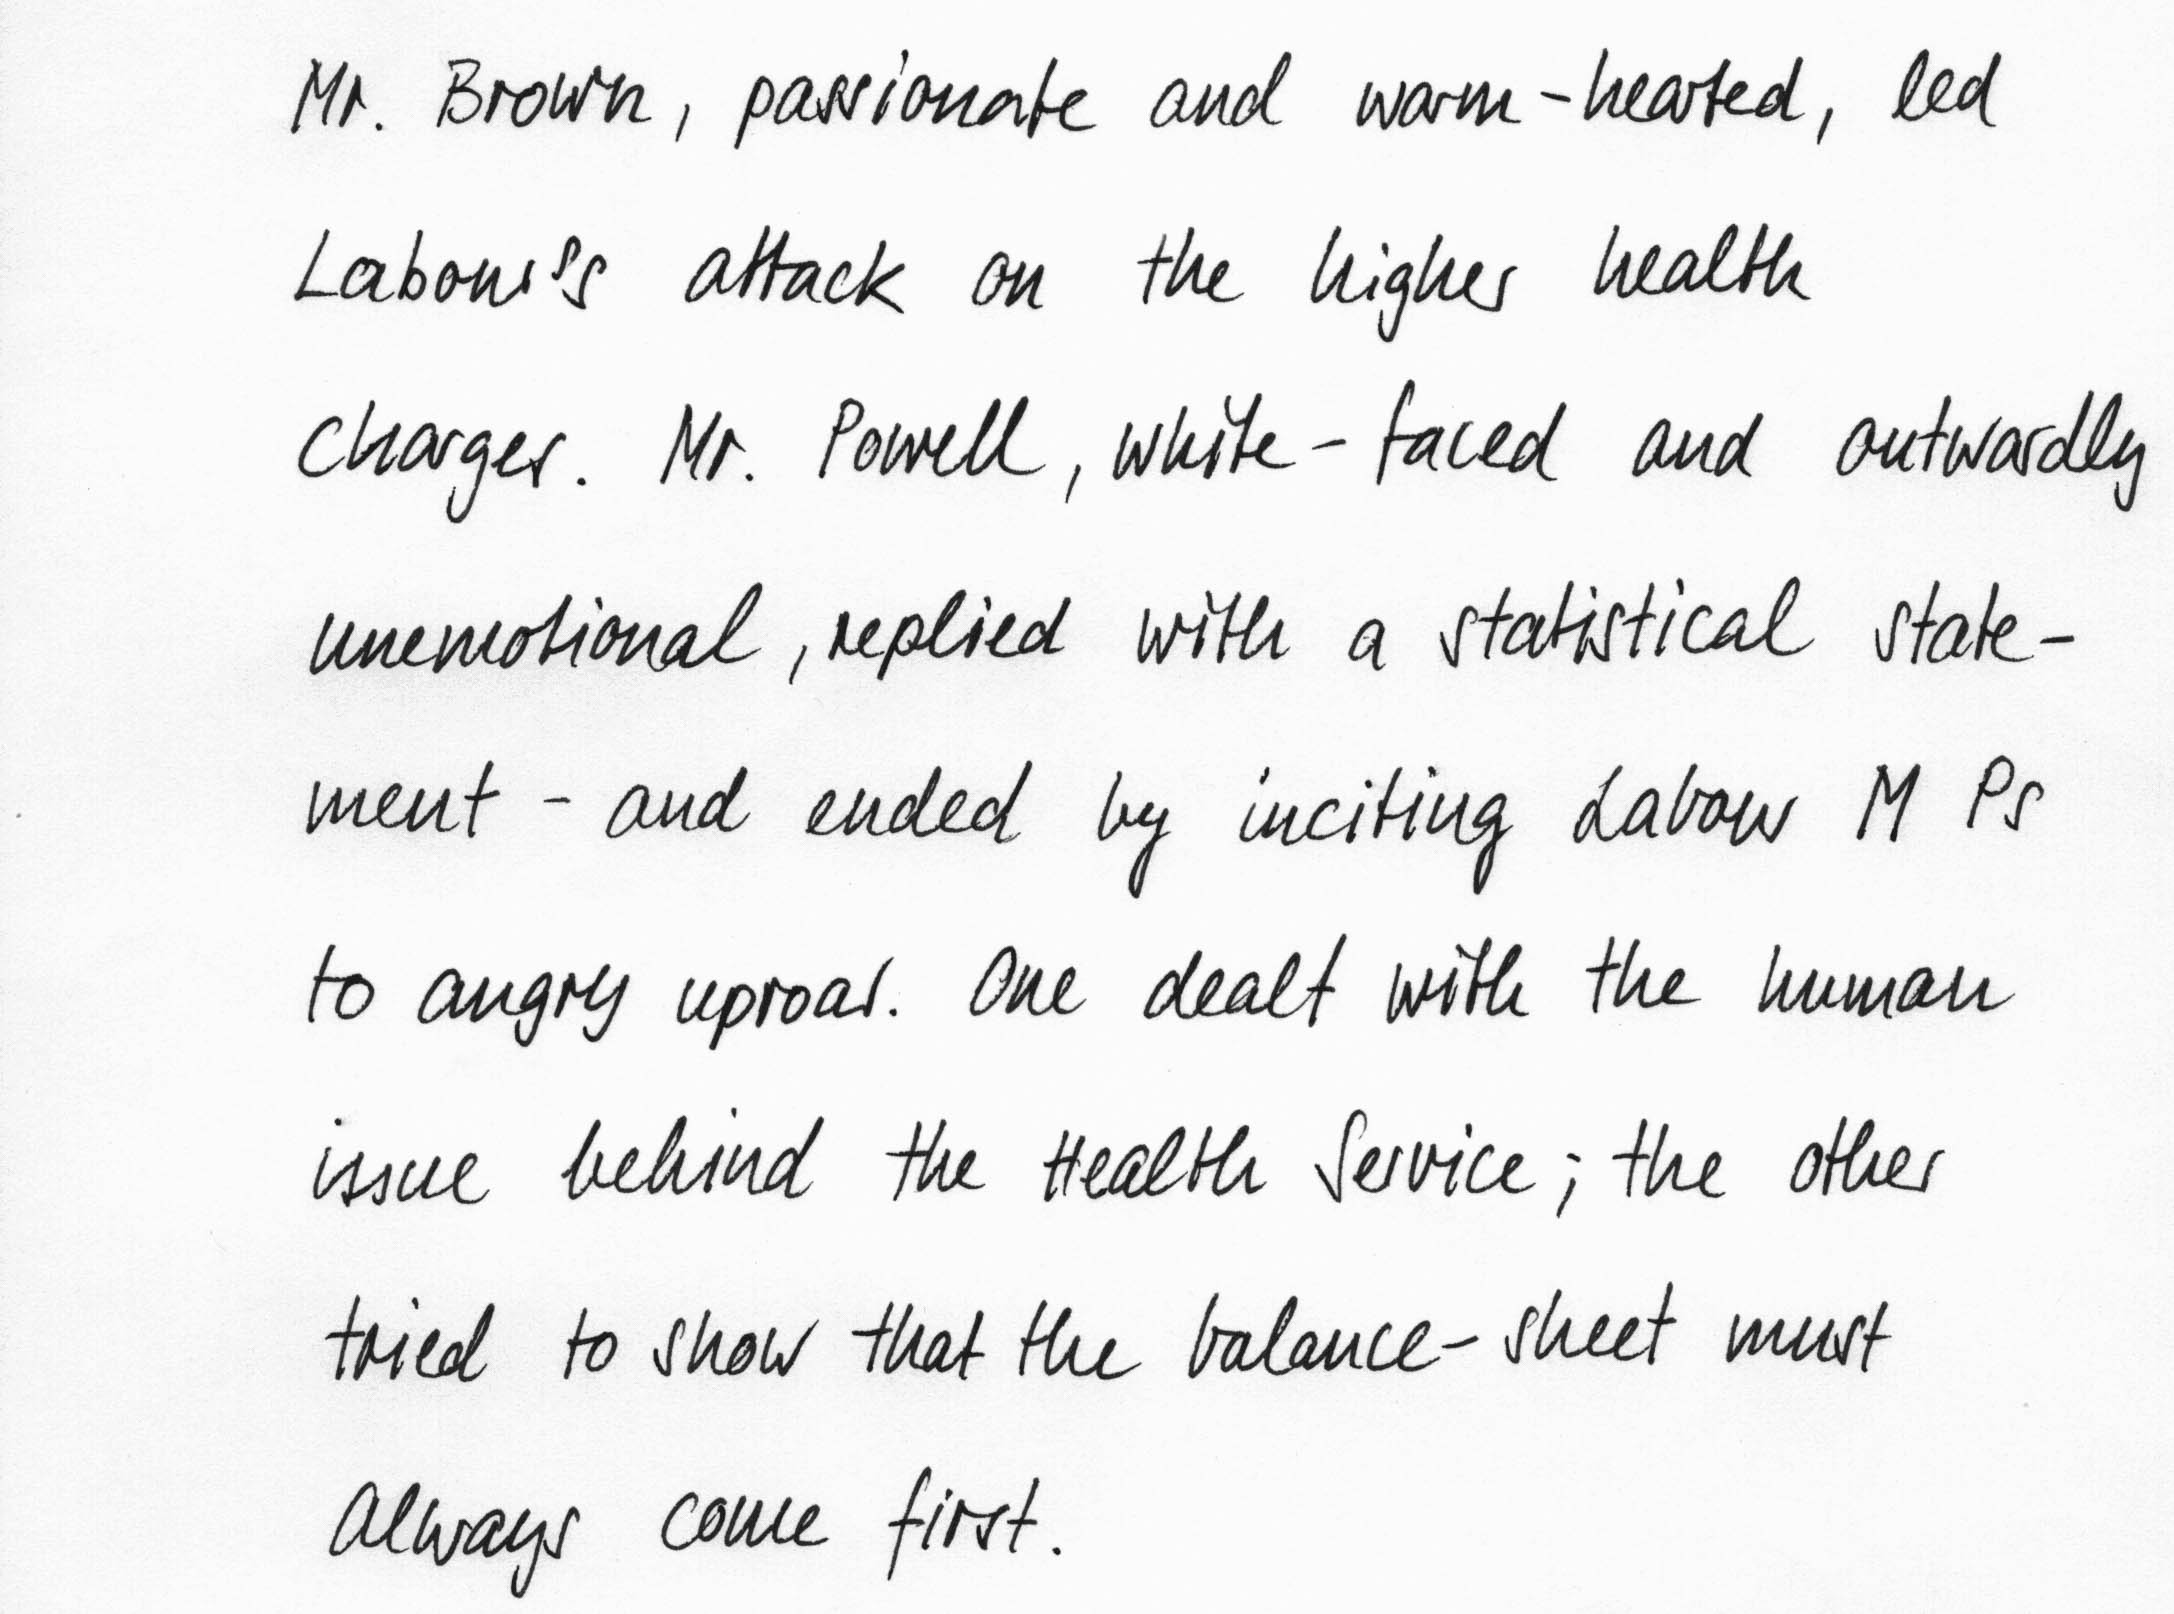 Mr. Brown, passionate and warm-hearted, led
Labour's attack on the higher health
charges. Mr. Powell, white-faced and outwardly
unemotional, replied with a statistical state-
ment - and ended by inciting Labour M Ps
to angry uproar. One dealt with the human
issue behind the Health Service; the other
tried to show that the balance-sheet must
always come first.